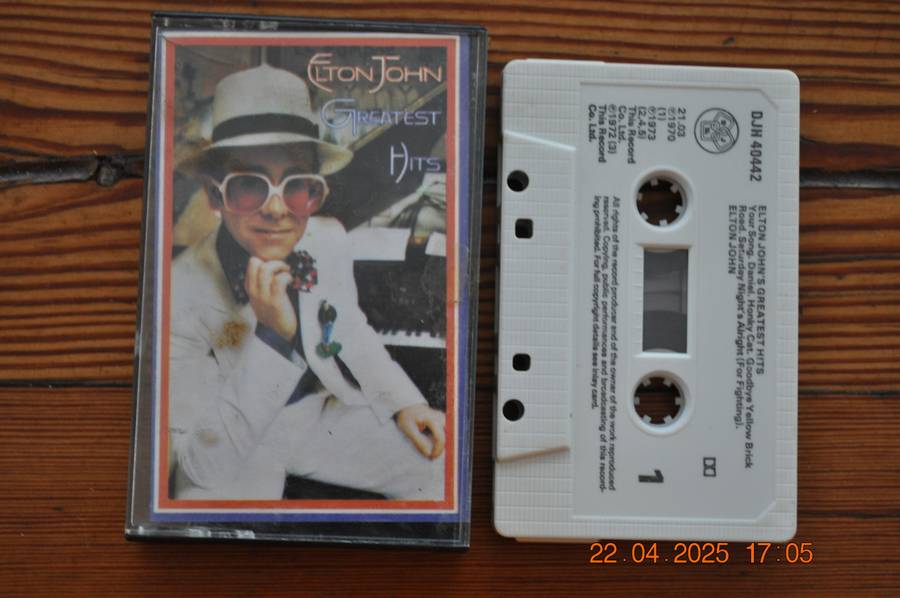 ELTON JOHN
GREATEST
HITS
DJH 40442
21.03
℗1970
(1)
℗1973
(2,4,5)
This Record
Co. Ltd.
℗1972 (3)
This Record
Co. Ltd.
ELTON JOHN'S GREATEST HITS
Your Song. Daniel. Honky Cat. Goodbye Yellow Brick
Road. Saturday Night's Alright (For Fighting).
ELTON JOHN
All rights of the record producer and of the owner of the work reproduced
reserved. Copying, public performances and broadcasting of this record-
ing prohibited. For full copyright details see inlay card.
1
22.04.2025 17:05